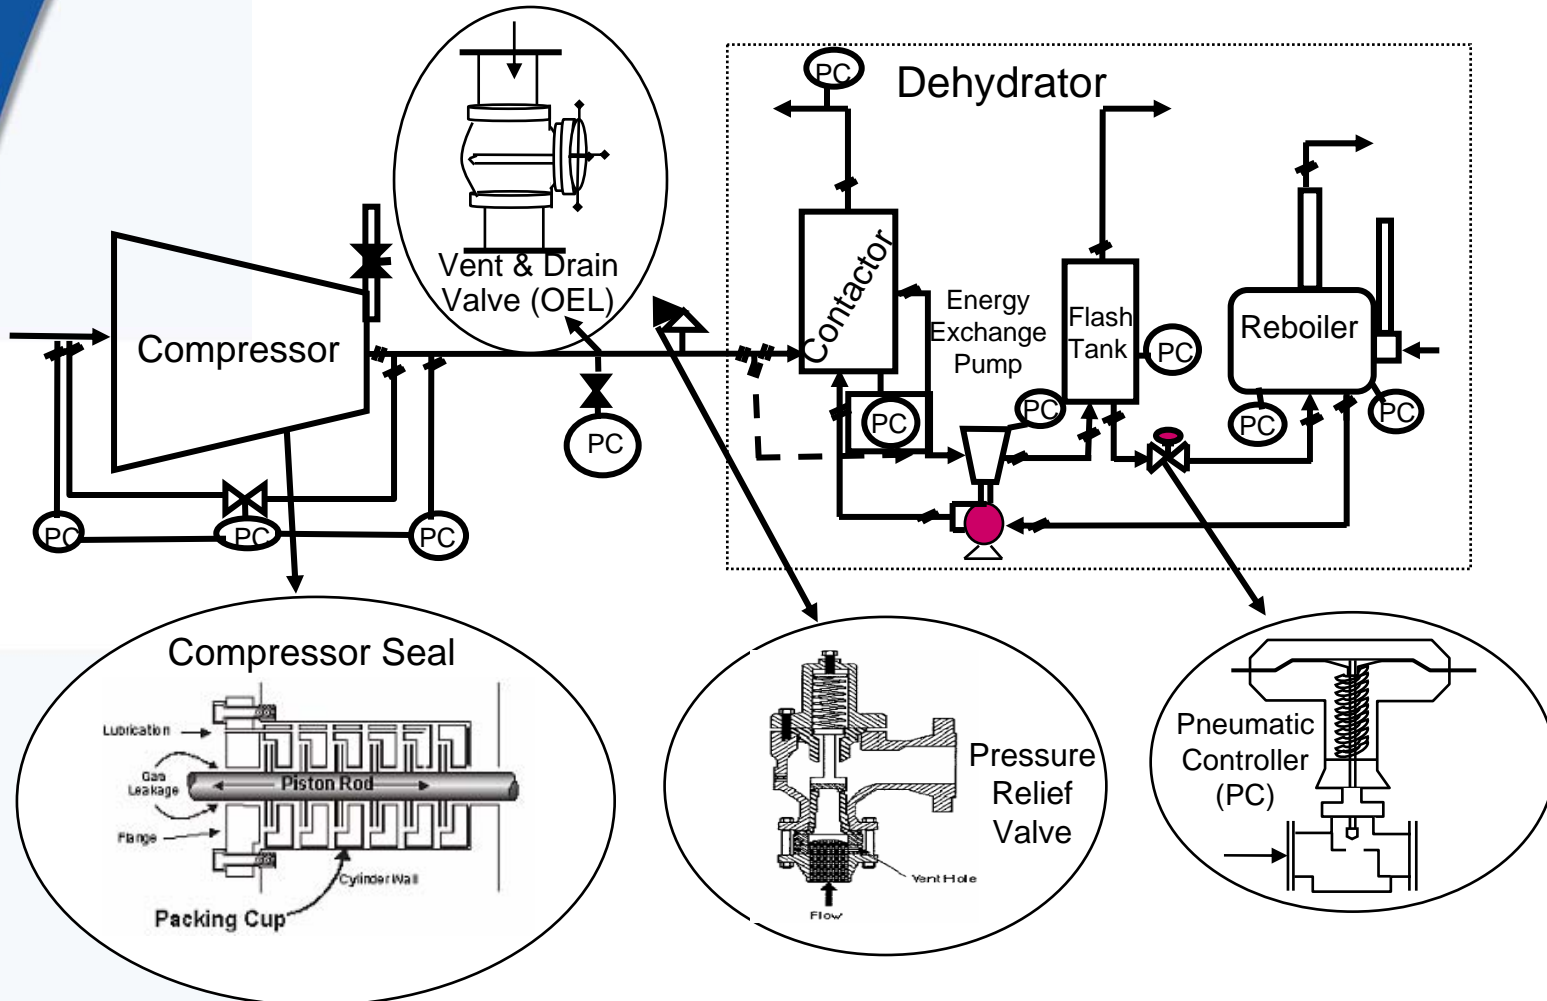 Dehydrator
PC
Vent & Drain
Valve (OEL)
Compressor
Contactor
Energy
Exchange
Pump
Flash
Tank
Reboiler
PC
PC
PC
PC
PC
PC
PC
PC
PC
Compressor Seal
Lubrication
Gas
Leakage
Piston Rod
Flange
Cylinder Wall
Packing Cup
Pressure
Relief
Valve
Vent Hole
Flow
Pneumatic
Controller
(PC)